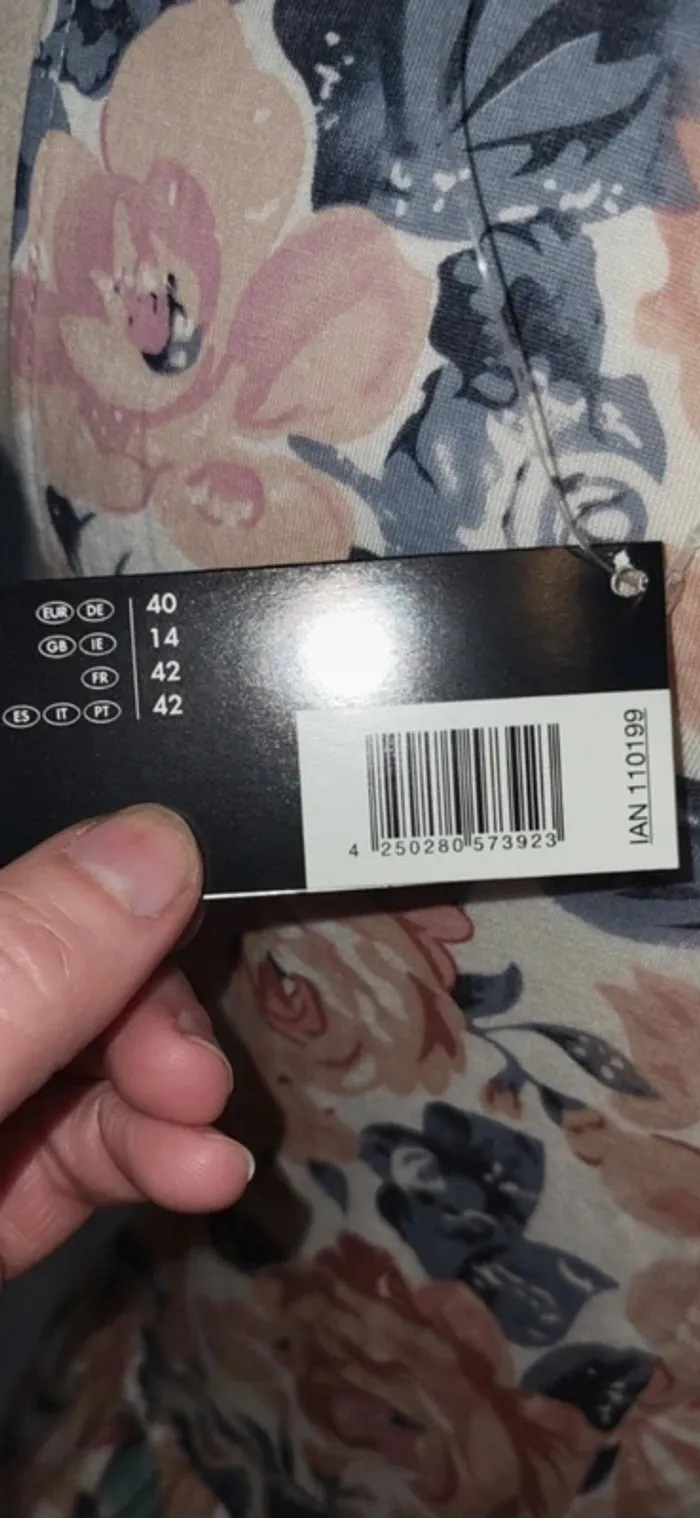 EUR DE 40
GB IE 14
FR 42
ES IT PT 42
4 250280 573923
IAN 110199